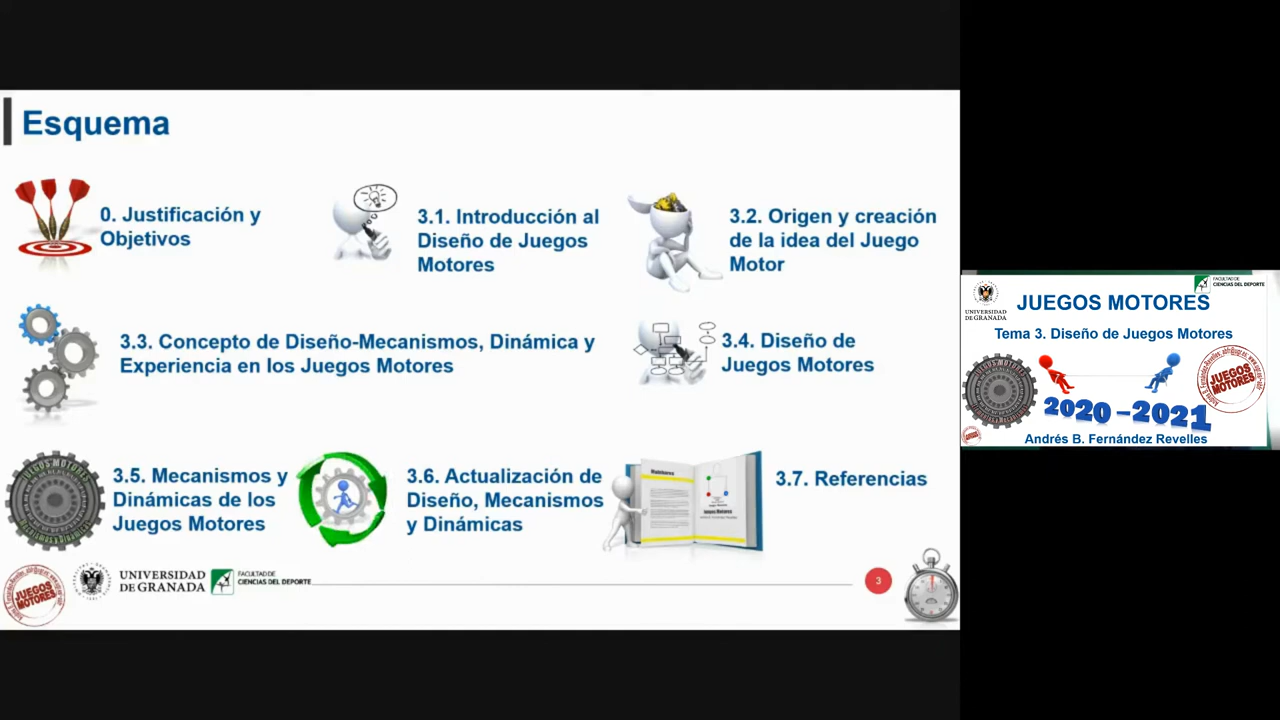 Esquema
0. Justificación y
Objetivos
3.1. Introducción al
Diseño de Juegos
Motores
3.2. Origen y creación
de la idea del Juego
Motor
3.3. Concepto de Diseño-Mecanismos, Dinámica y
Experiencia en los Juegos Motores
3.4. Diseño de
Juegos Motores
3.5. Mecanismos y
Dinámicas de los
Juegos Motores
3.6. Actualización de
Diseño, Mecanismos
y Dinámicas
3.7. Referencias
JUEGOS MOTORES
UNIVERSIDAD
DE GRANADA
FACULTAD DE
CIENCIAS DEL DEPORTE
3
FACULTAD DE
CIENCIAS DEL DEPORTE
UNIVERSIDAD
DE GRANADA
JUEGOS MOTORES
Tema 3. Diseño de Juegos Motores
JUEGOS
MOTORES
2020 – 2021
Andrés B. Fernández Revelles